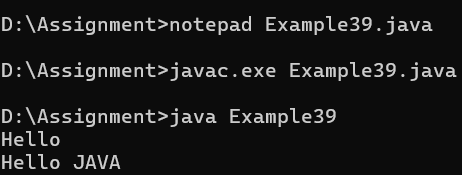 D:\Assignment>notepad Example39.java
D:\Assignment>javac.exe Example39.java
D:\Assignment>java Example39
Hello
Hello JAVA